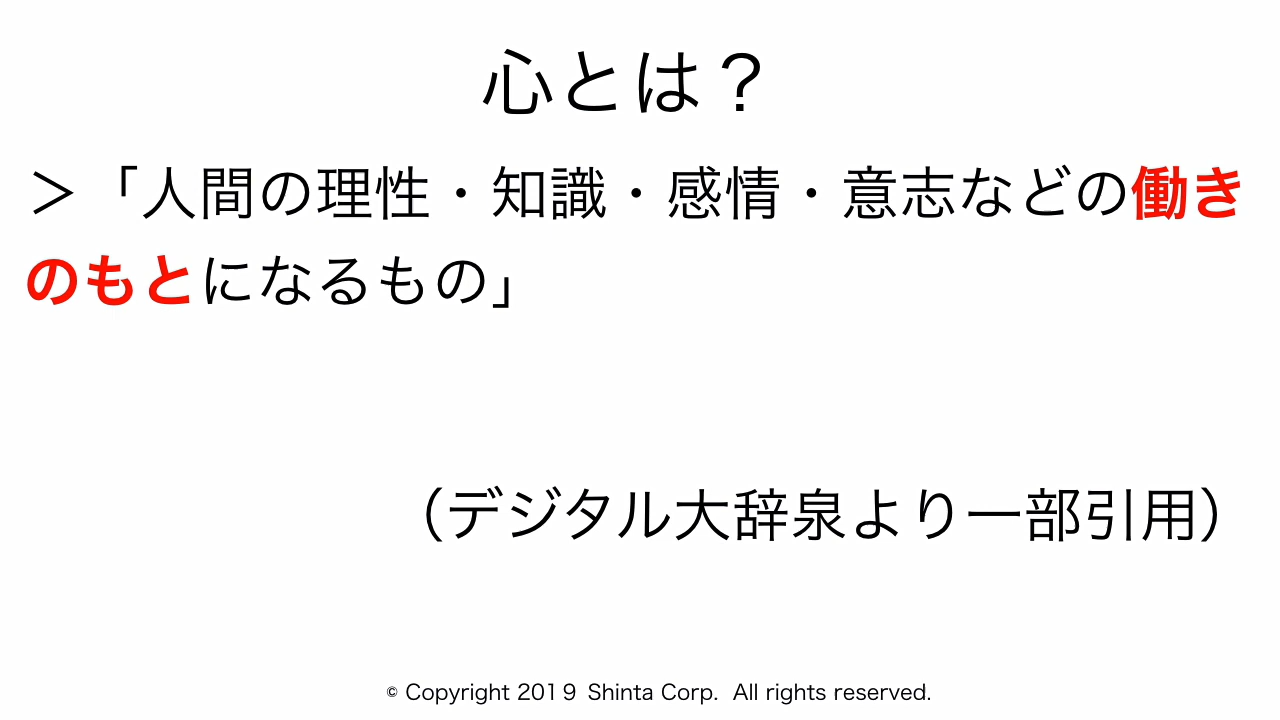 心とは？
＞「人間の理性・知識・感情・意志などの働き
のもとになるもの」
（デジタル大辞泉より一部引用）
© Copyright 201９ Shinta Corp.  All rights reserved.